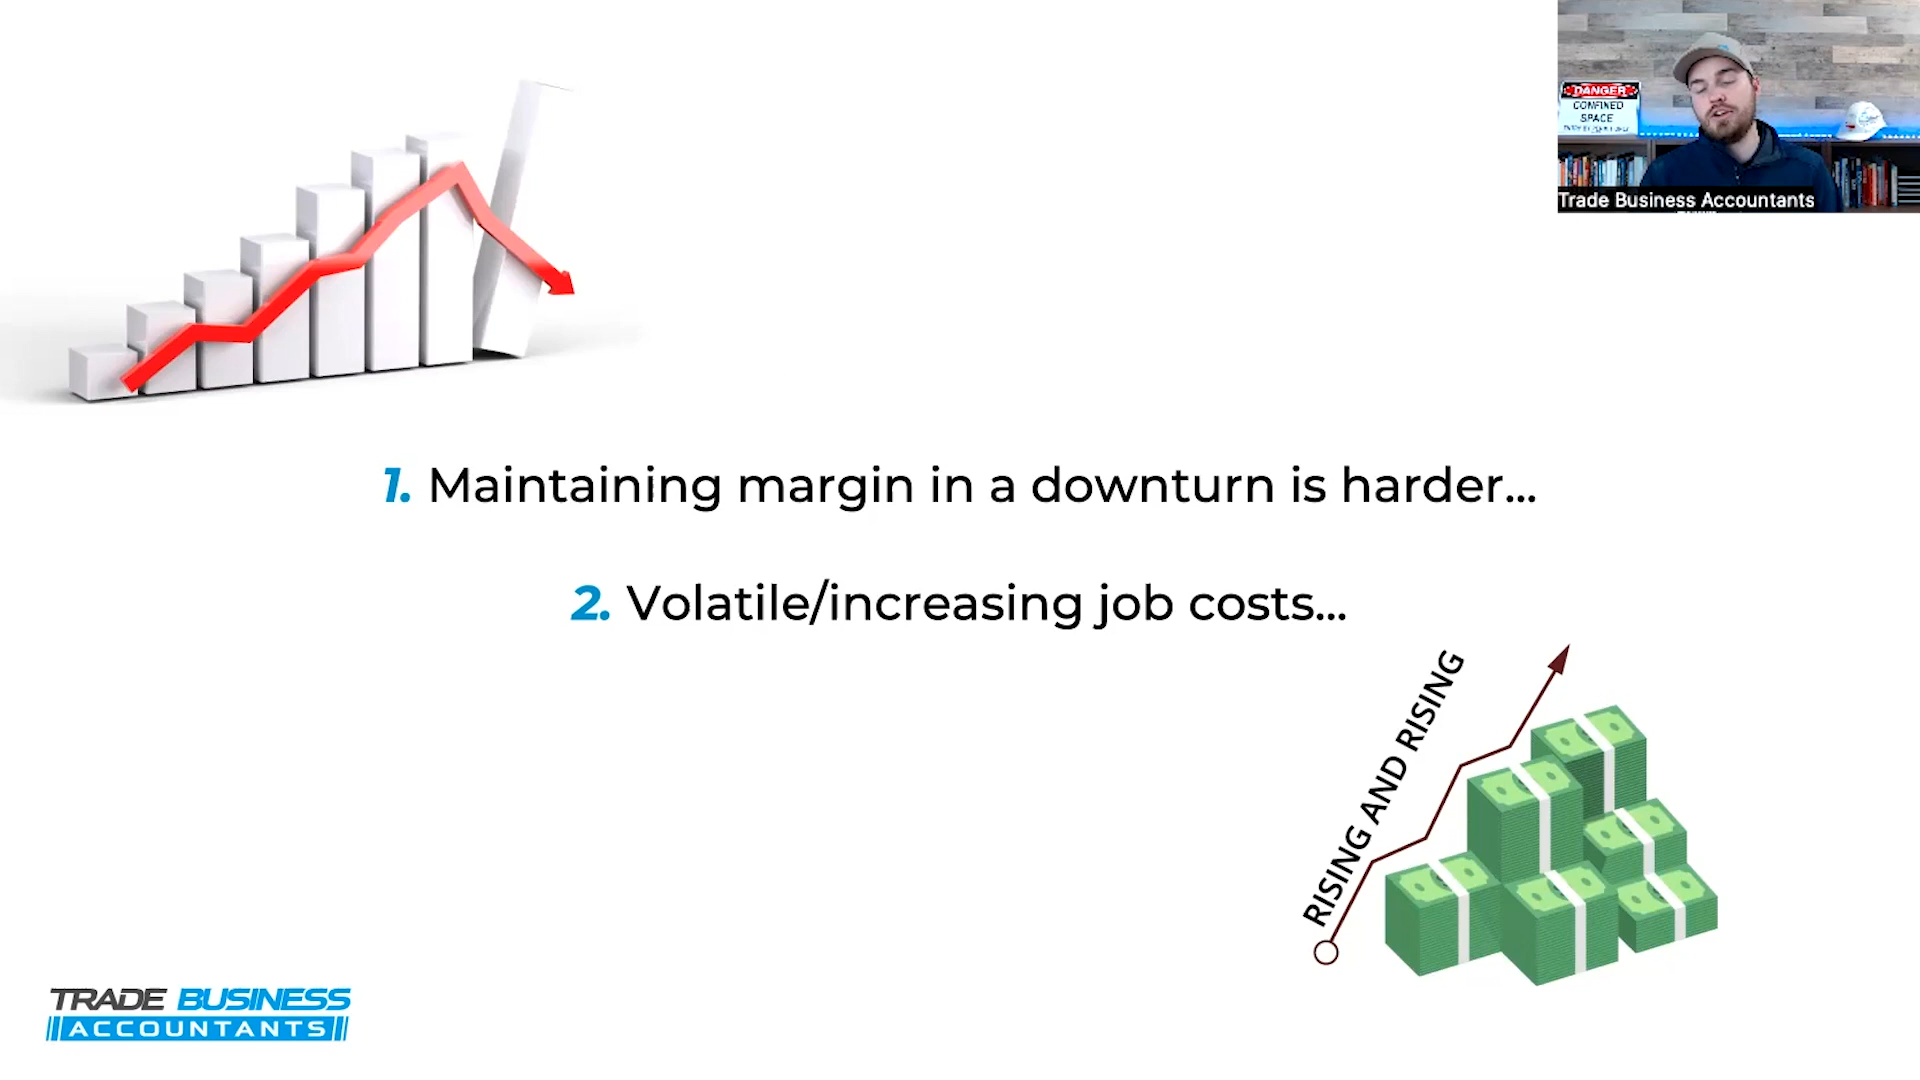 DANGER
CONFINED
SPACE
Trade Business Accountants
1. Maintaining margin in a downturn is harder...
2. Volatile/increasing job costs...
RISING AND RISING
TRADE BUSINESS
ACCOUNTANTS